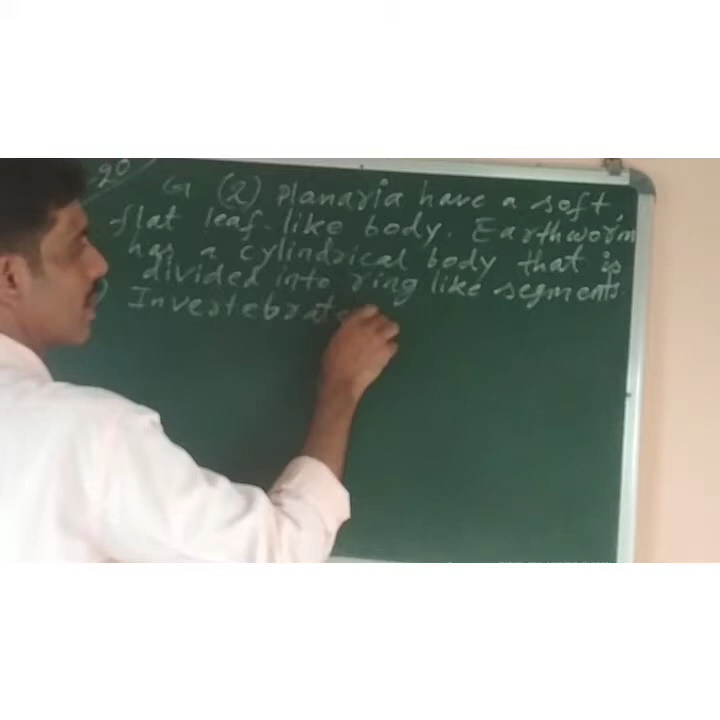 -20
G (2) Planaria have a soft,
flat leaf-like body. Earthworm
has a cylindrical body that is
divided into ring like segments.
) Invertebrate